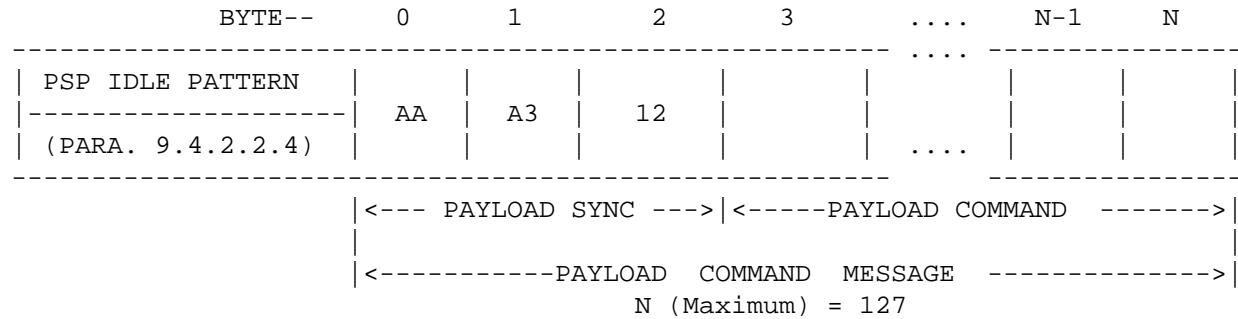 BYTE-- 0 1 2 3 .... N-1 N
------------------------------------------------------- .... ----------------
| PSP IDLE PATTERN | | | | | | | |
|--------------------| AA | A3 | 12 | | | | |
| (PARA. 9.4.2.2.4) | | | | | .... | | |
------------------------------------------------------- ----------------
|<--- PAYLOAD SYNC --->|<-----PAYLOAD COMMAND ------->|
| |
|<-----------PAYLOAD COMMAND MESSAGE -------------->|
N (Maximum) = 127